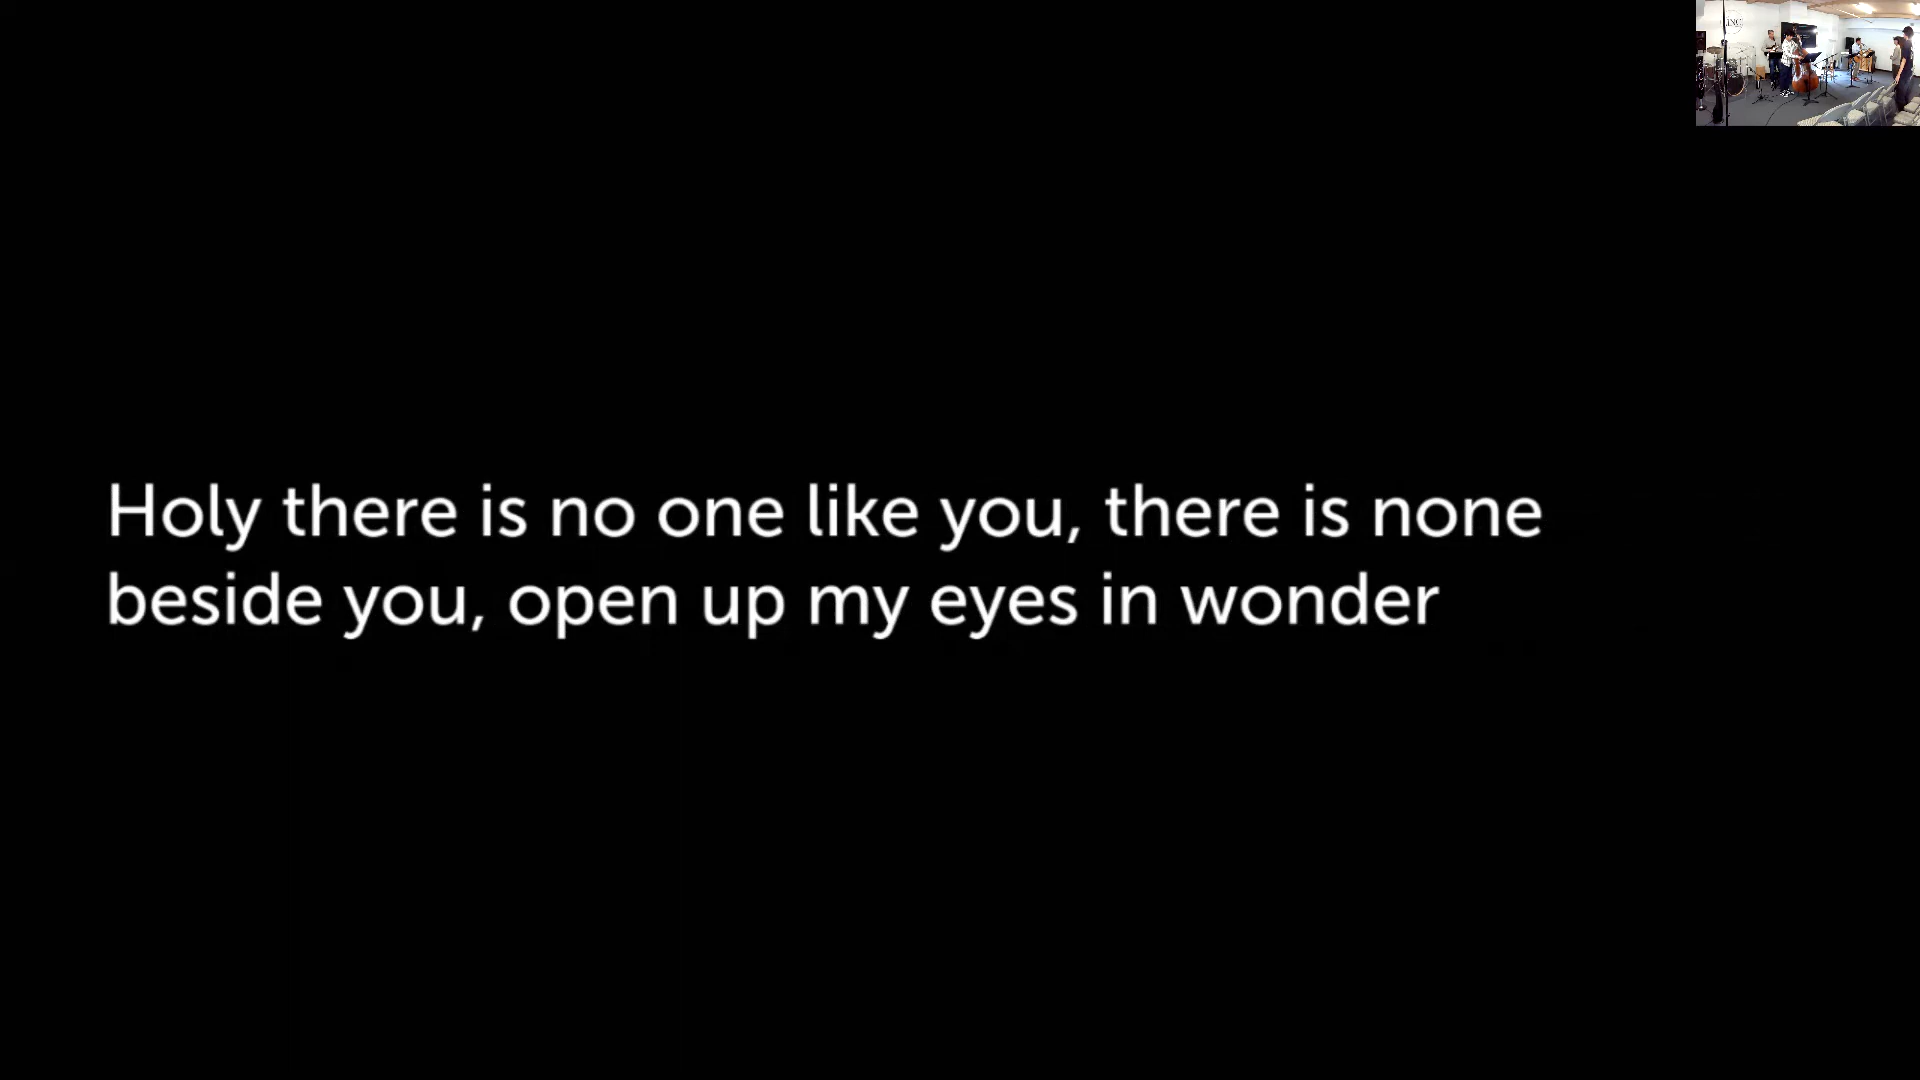 Holy there is no one like you, there is none
beside you, open up my eyes in wonder